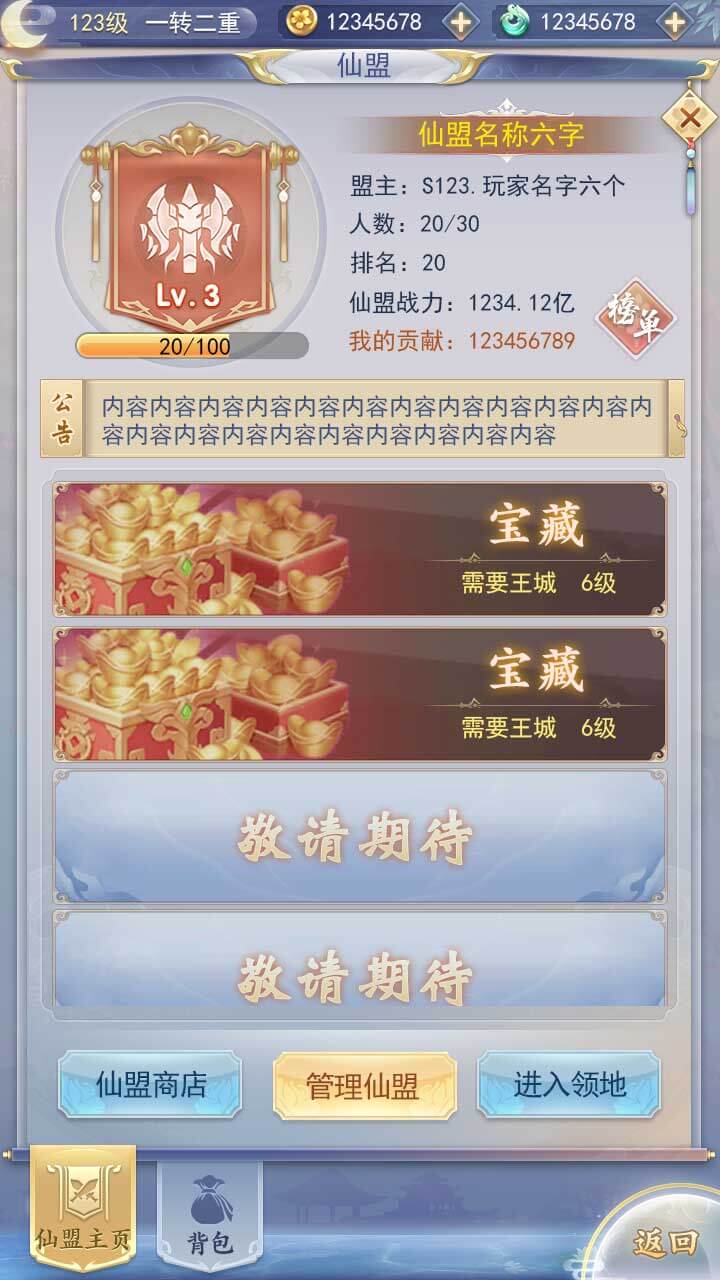 123级 一转二重 12345678 12345678
仙盟
仙盟名称六字
盟主：S123.玩家名字六个
人数：20/30
排名：20
仙盟战力：1234.12亿
我的贡献：123456789
榜单
Lv.3
20/100
公告
内容内容内容内容内容内容内容内容内容内容内容内
容内容内容内容内容内容内容内容内容内容
宝藏
需要王城 6级
宝藏
需要王城 6级
敬请期待
敬请期待
仙盟商店 管理仙盟 进入领地
仙盟主页 背包 返回